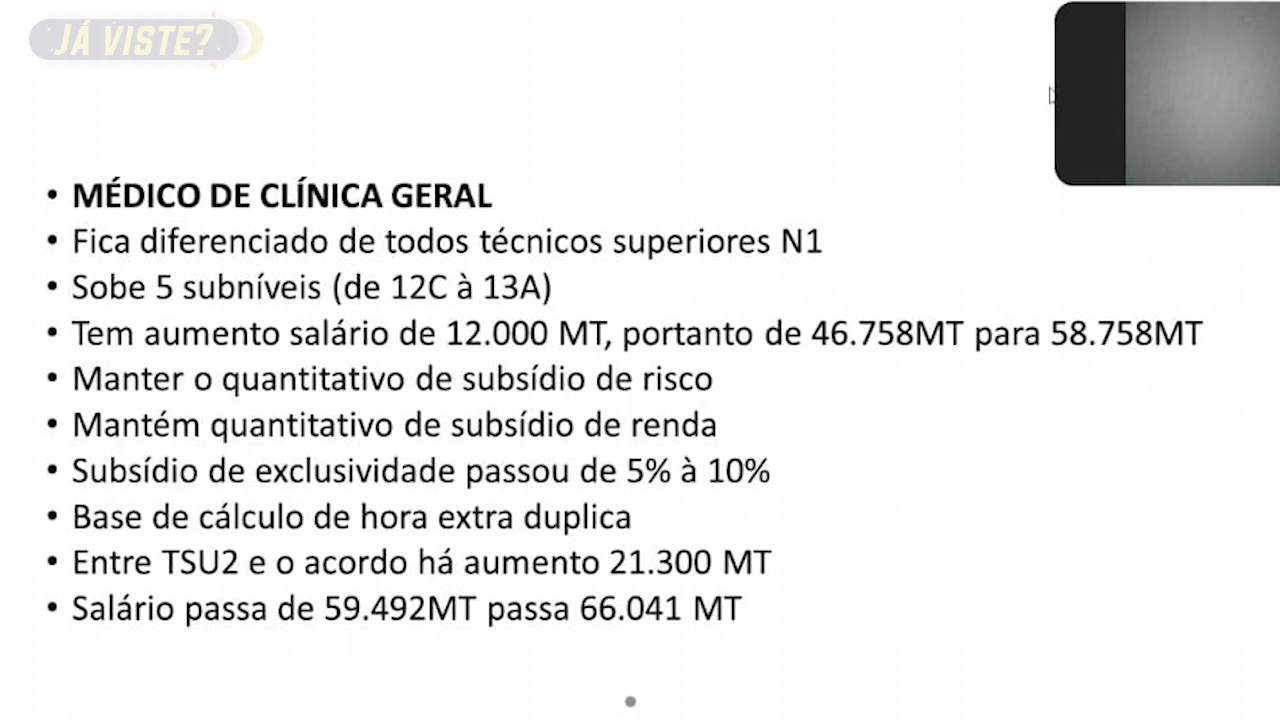 JÁ VISTE?
• MÉDICO DE CLÍNICA GERAL
• Fica diferenciado de todos técnicos superiores N1
• Sobe 5 subníveis (de 12C à 13A)
• Tem aumento salário de 12.000 MT, portanto de 46.758MT para 58.758MT
• Manter o quantitativo de subsídio de risco
• Mantém quantitativo de subsídio de renda
• Subsídio de exclusividade passou de 5% à 10%
• Base de cálculo de hora extra duplica
• Entre TSU2 e o acordo há aumento 21.300 MT
• Salário passa de 59.492MT passa 66.041 MT